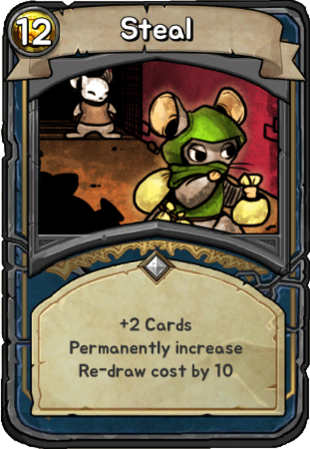 12
Steal
+2 Cards
Permanently increase
Re-draw cost by 10